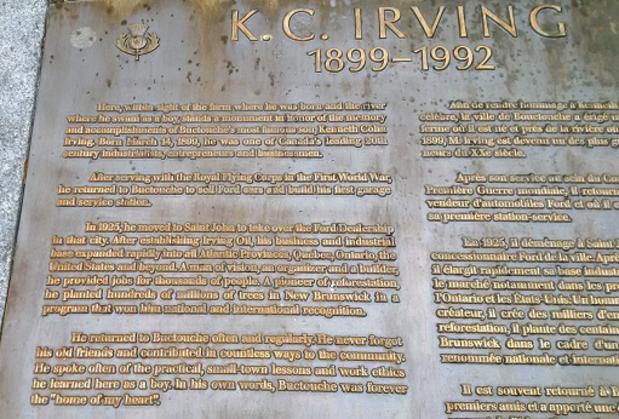 K. C. IRVING
1899–1992
Here, within sight of the farm where he was born and the river
where he swam as a boy, stands a monument in honor of the memory
and accomplishments of Buctouche's most famous son, Kenneth Colin
Irving. Born March 14, 1899, he was one of Canada's leading 20th
century industrialists, entrepreneurs and businessmen.
After serving with the Royal Flying Corps in the First World War,
he returned to Buctouche to sell Ford cars and build his first garage
and service station.
In 1925, he moved to Saint John to take over the Ford Dealership
in that city. After establishing Irving Oil, his business and industrial
base expanded rapidly into all Atlantic Provinces, Quebec, Ontario, the
United States and beyond. A man of vision, an organizer and a builder,
he provided jobs for thousands of people. A pioneer of reforestation,
he planted hundreds of millions of trees in New Brunswick in a
program that won him national and international recognition.
He returned to Buctouche often and regularly. He never forgot
his old friends and contributed in countless ways to the community.
He spoke often of the practical, small-town lessons and work ethics
he learned here as a boy. In his own words, Buctouche was forever
the "home of my heart".
Afin de rendre hommage à
célèbre, la ville de Bouctouche a érigé
ferme où il est né et près de la rivière où
1899, M. Irving est devenu un des plus
neurs du XXe siècle.
Après son service au sein du
Première Guerre mondiale, il
vendeur d'automobiles Ford et où il
sa première station-service.
En 1925, il déménage à Saint
concessionnaire Ford de la ville.
il élargit rapidement sa base
le marché notamment dans les
l'Ontario et les États-Unis. Un
créateur, il crée des milliers
reforestation, il plante des
Brunswick dans le cadre
renommée nationale et
Il est souvent retourné à
premiers amis et a apporté une